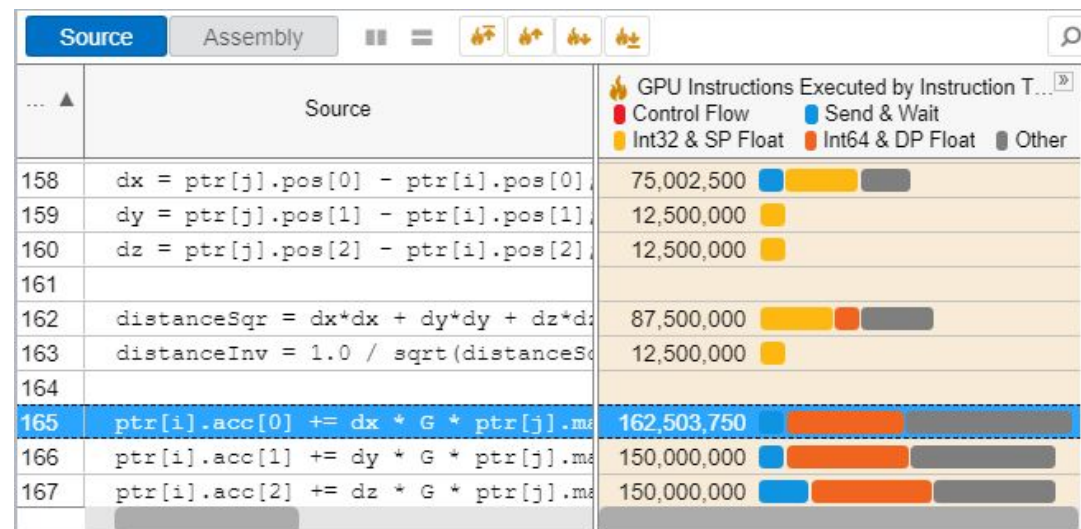 Source Assembly
... ▲ Source GPU Instructions Executed by Instruction T... »
Control Flow Send & Wait
Int32 & SP Float Int64 & DP Float Other
158 dx = ptr[j].pos[0] - ptr[i].pos[0]; 75,002,500
159 dy = ptr[j].pos[1] - ptr[i].pos[1]; 12,500,000
160 dz = ptr[j].pos[2] - ptr[i].pos[2]; 12,500,000
161
162 distanceSqr = dx*dx + dy*dy + dz*dz 87,500,000
163 distanceInv = 1.0 / sqrt(distanceSq 12,500,000
164
165 ptr[i].acc[0] += dx * G * ptr[j].ma 162,503,750
166 ptr[i].acc[1] += dy * G * ptr[j].ma 150,000,000
167 ptr[i].acc[2] += dz * G * ptr[j].ma 150,000,000